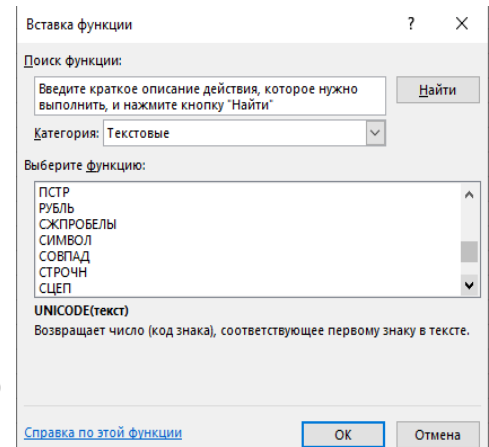 Вставка функции ? ×
Поиск функции:
Введите краткое описание действия, которое нужно
выполнить, и нажмите кнопку "Найти"
Найти
Категория: Текстовые
Выберите функцию:
ПСТР
РУБЛЬ
СЖПРОБЕЛЫ
СИМВОЛ
СОВПАД
СТРОЧН
СЦЕП
UNICODE(текст)
Возвращает число (код знака), соответствующее первому знаку в тексте.
Справка по этой функции
ОК
Отмена